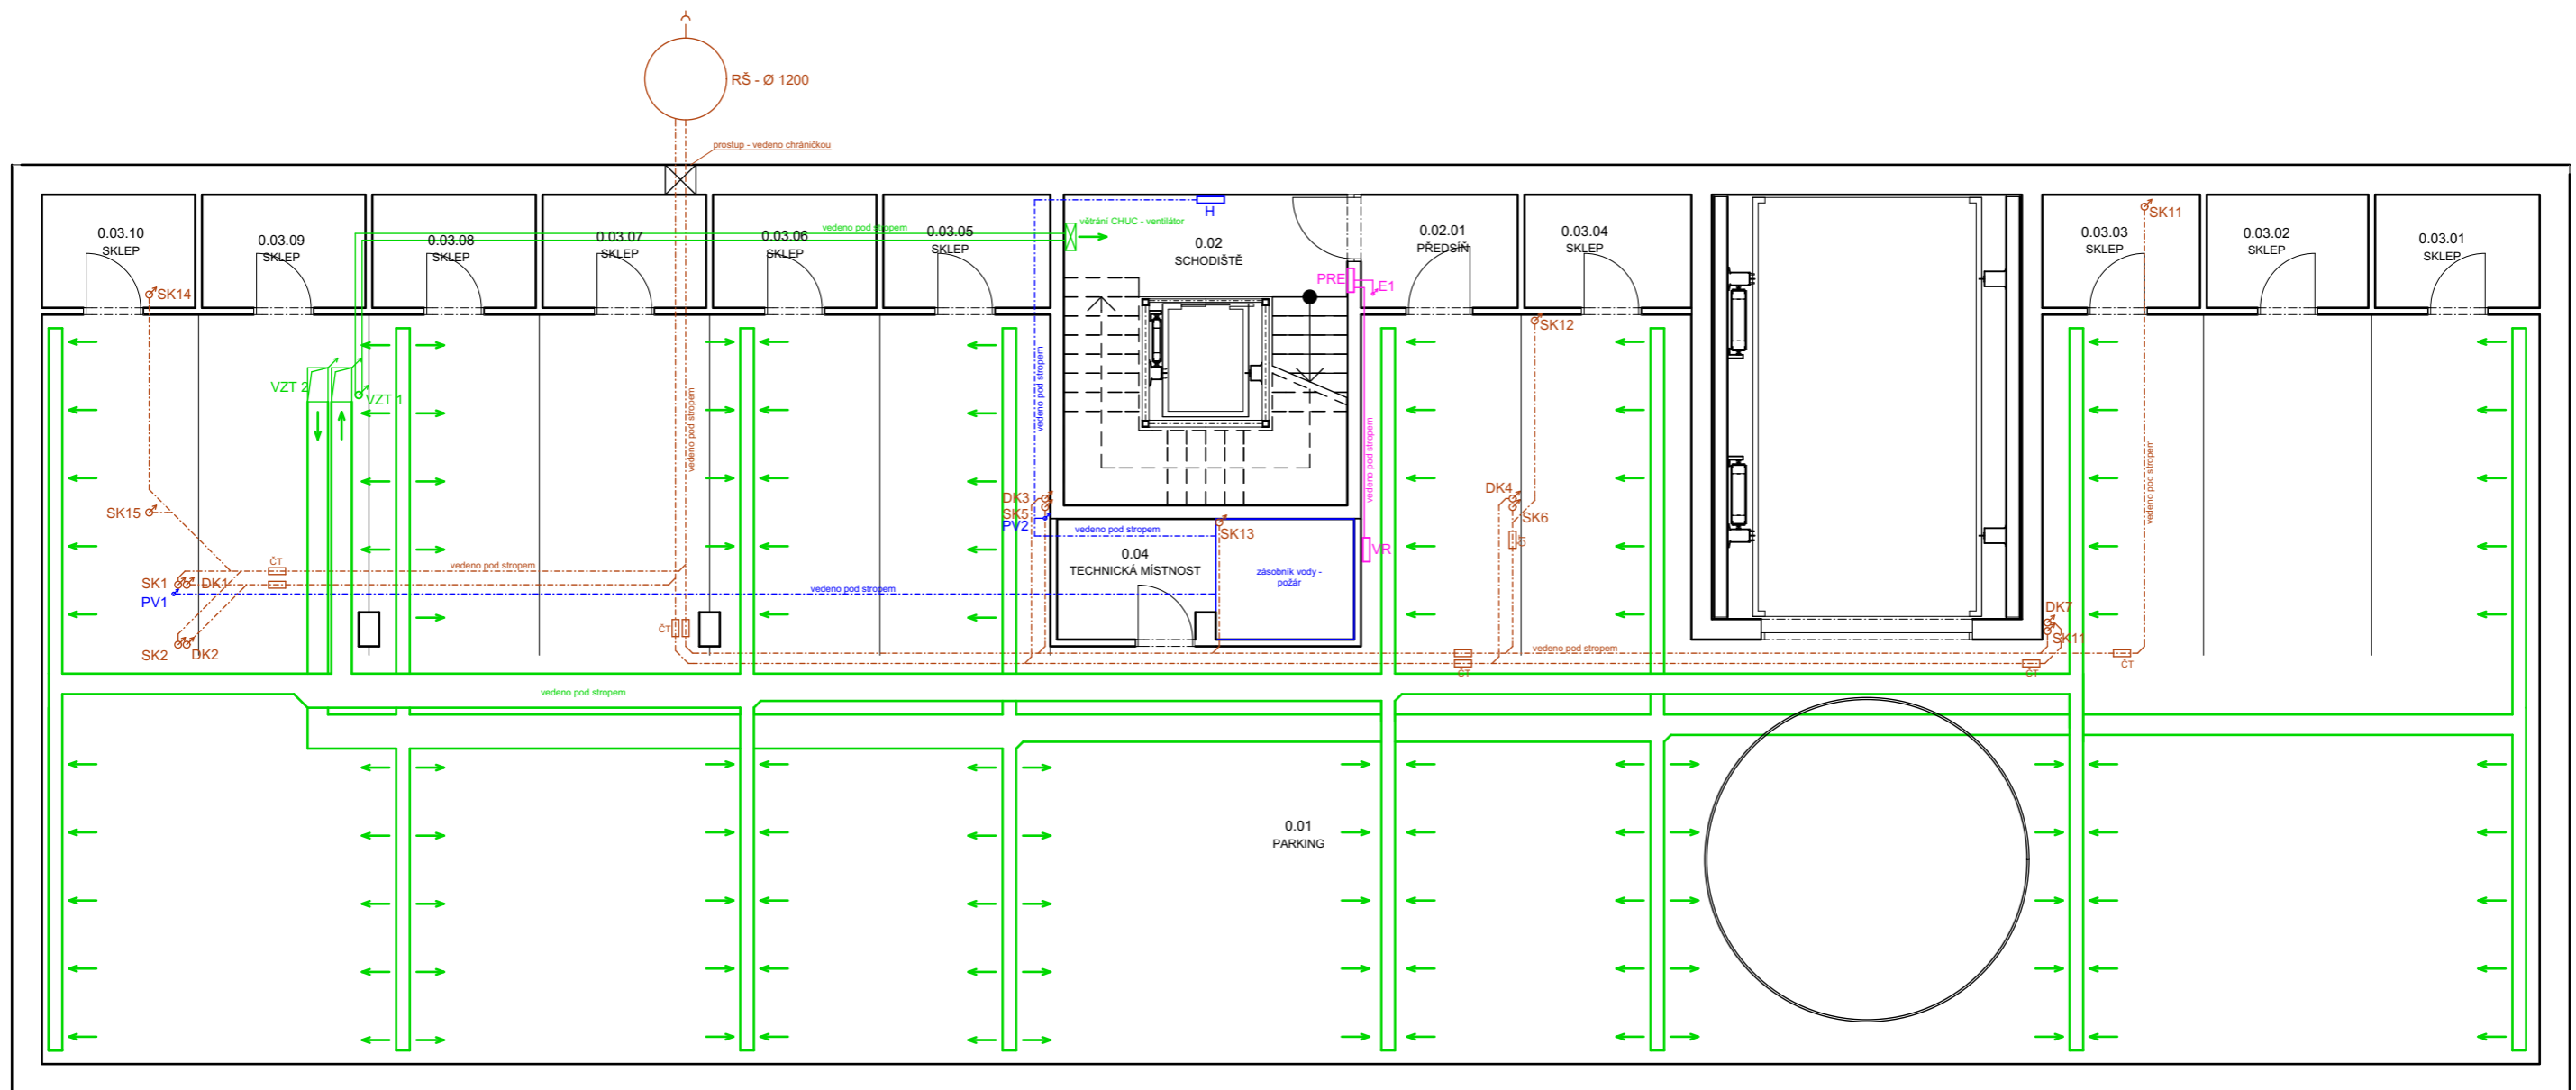 RŠ - Ø 1200
prostup - vedeno chráničkou
0.03.10
SKLEP
0.03.09
SKLEP
0.03.08
SKLEP
0.03.07
SKLEP
0.03.06
SKLEP
0.03.05
SKLEP
vedeno pod stropem
větrání CHUC - ventilátor
H
0.02
SCHODIŠTĚ
0.02.01
PŘEDSÍŇ
0.03.04
SKLEP
0.03.03
SKLEP
0.03.02
SKLEP
0.03.01
SKLEP
SK11
SK14
PRE
E1
SK12
VZT 2
VZT 1
vedeno pod stropem
vedeno pod stropem
vedeno pod stropem
vedeno pod stropem
SK15
DK3
SK5
PV2
DK4
SK6
ČT
vedeno pod stropem
SK13
VR
0.04
TECHNICKÁ MÍSTNOST
zásobník vody -
požár
ČT
vedeno pod stropem
SK1
DK1
PV1
vedeno pod stropem
SK2
DK2
ČT
DK7
SK11
vedeno pod stropem
ČT
ČT
ČT
vedeno pod stropem
0.01
PARKING